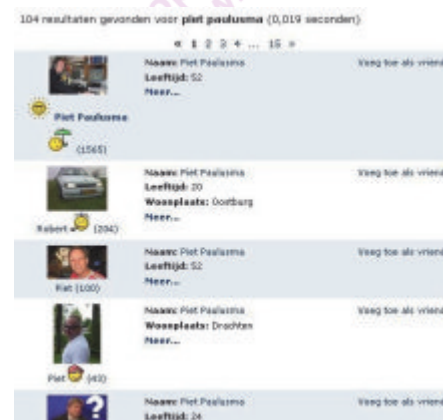 104 resultaten gevonden voor piet paulusma (0,019 seconden)
« 1 2 3 4 ... 15 »
Naam: Piet Paulusma
Voeg toe als vriend
Leeftijd: 52
Meer...
Piet Paulusma
(1565)
Naam: Piet Paulusma
Voeg toe als vriend
Leeftijd: 20
Woonplaats: Oostburg
Meer...
Robert (204)
Naam: Piet Paulusma
Voeg toe als vriend
Leeftijd: 52
Meer...
Piet (100)
Naam: Piet Paulusma
Voeg toe als vriend
Woonplaats: Drachten
Meer...
Piet (43)
Naam: Piet Paulusma
Voeg toe als vriend
Leeftijd: 24
?